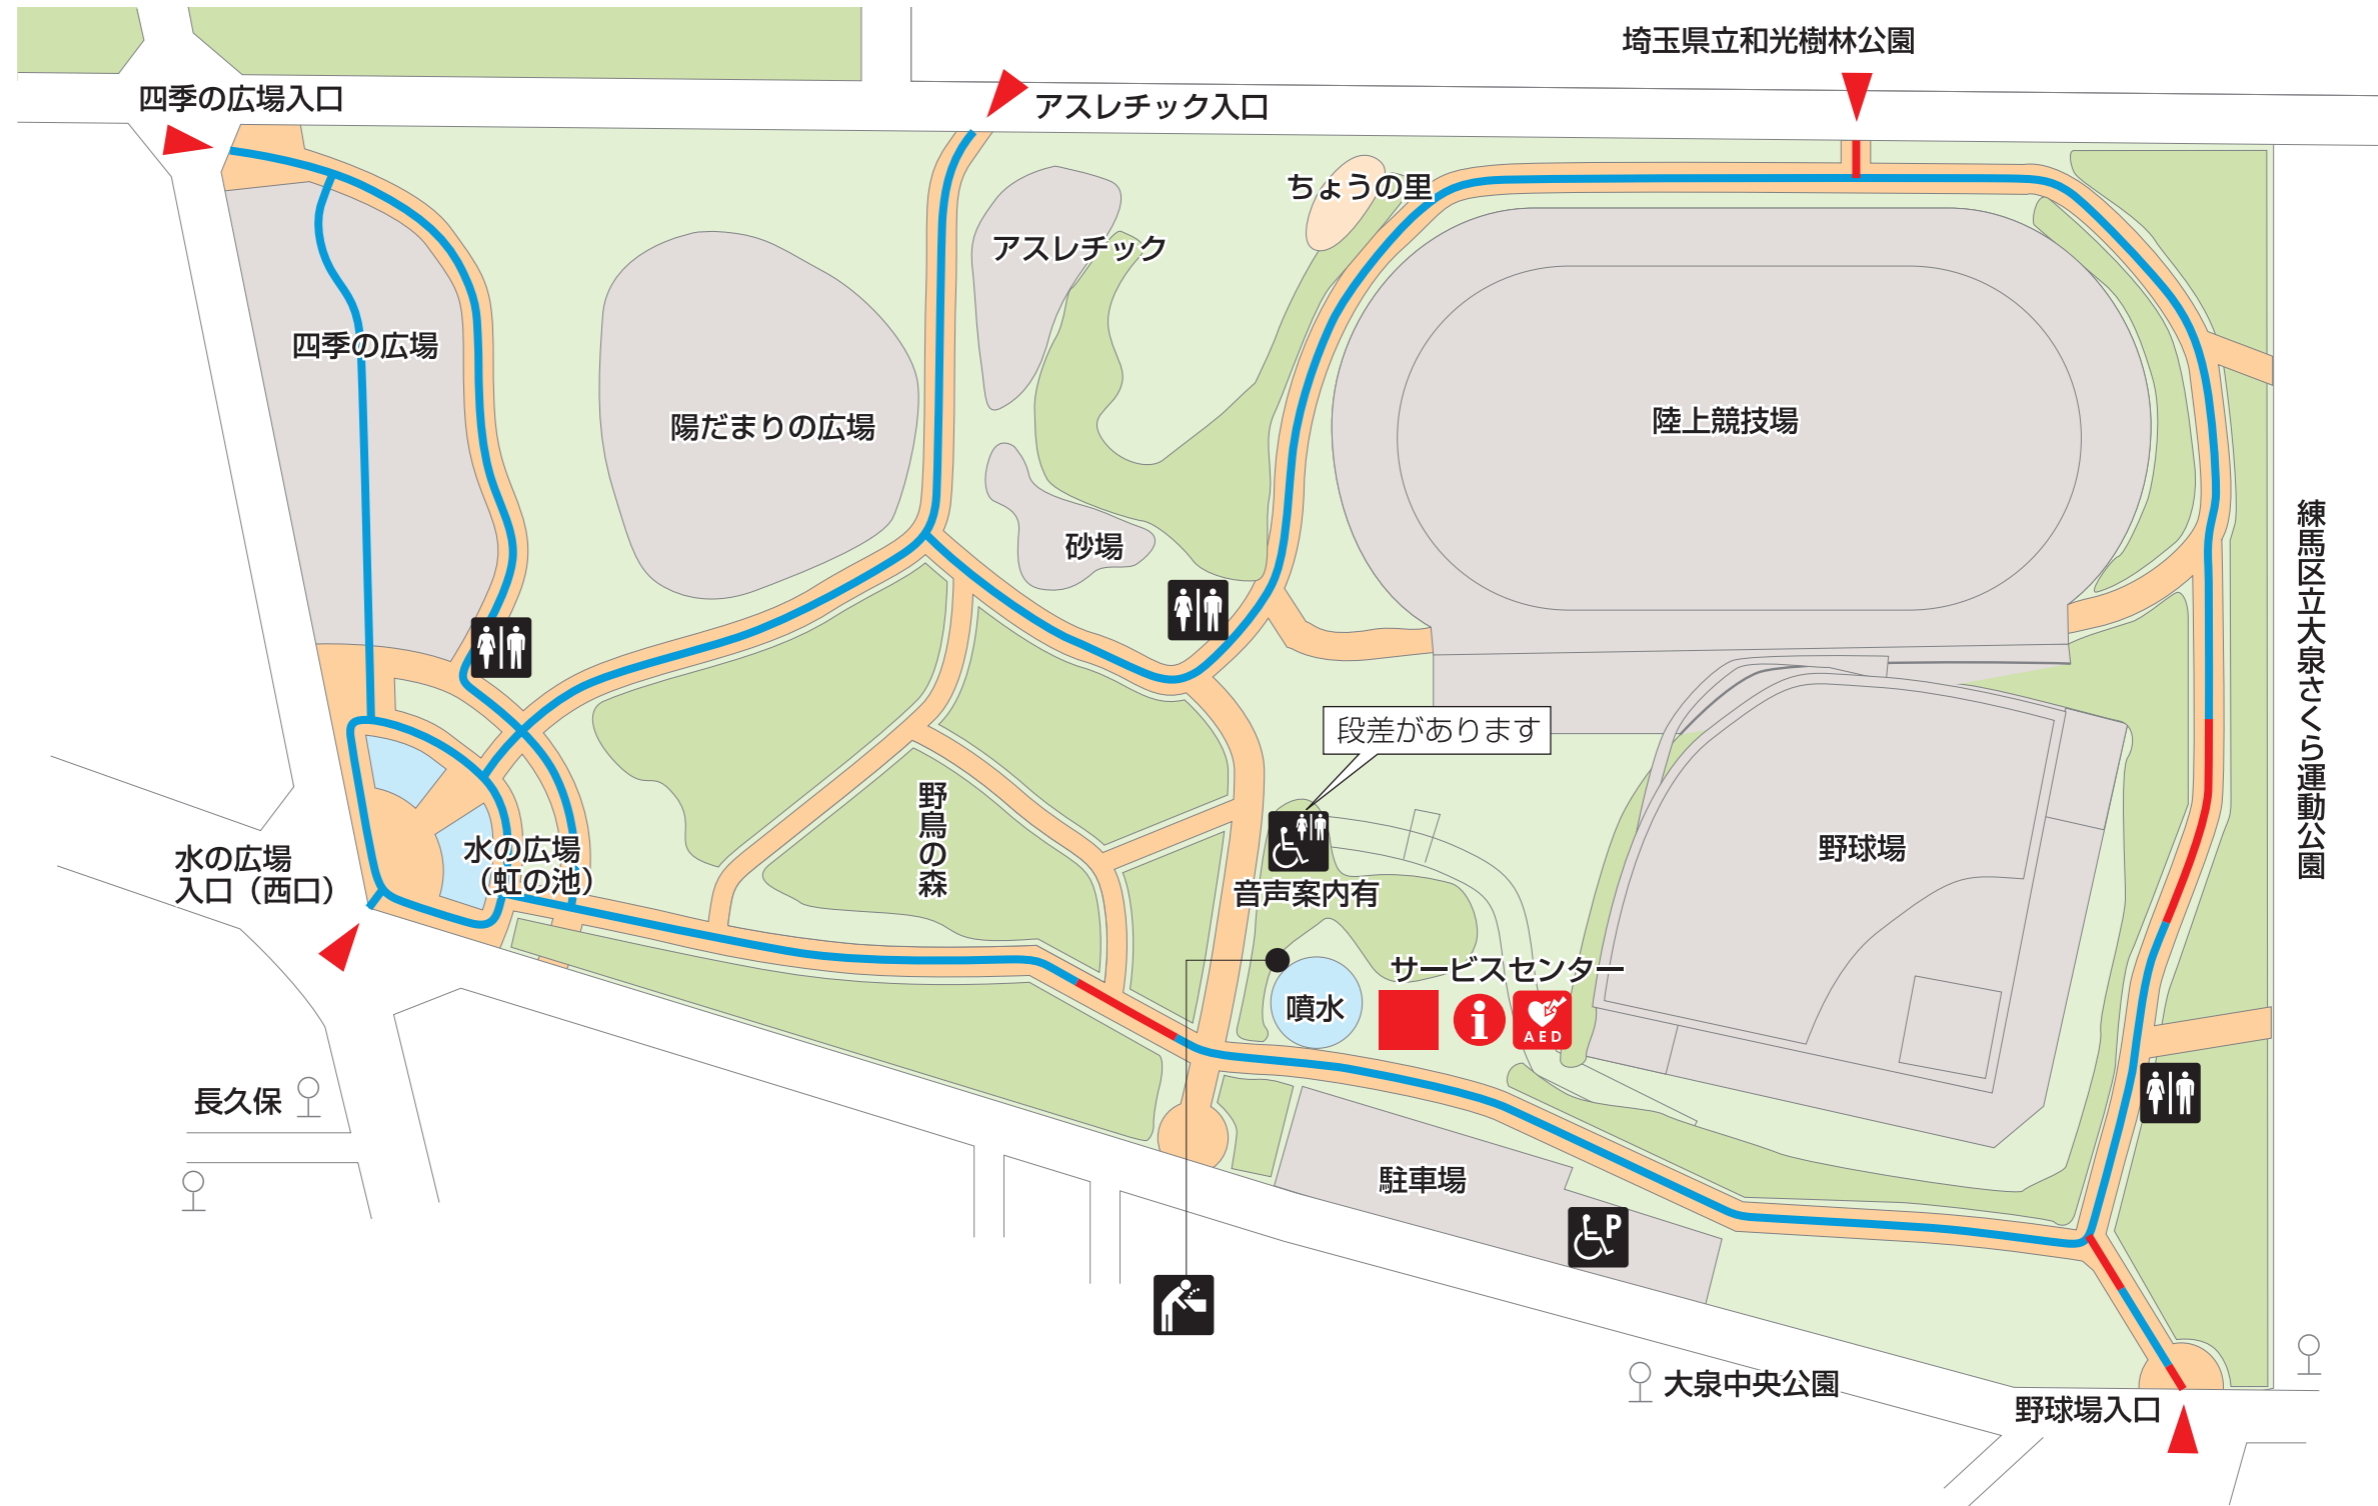 埼玉県立和光樹林公園
四季の広場入口
アスレチック入口
ちょうの里
アスレチック
四季の広場
陽だまりの広場
陸上競技場
砂場
練馬区立大泉さくら運動公園
段差があります
野鳥の森
水の広場
(虹の池)
水の広場
入口(西口)
野球場
音声案内有
サービスセンター
噴水
i
AED
長久保
駐車場
P
大泉中央公園
野球場入口